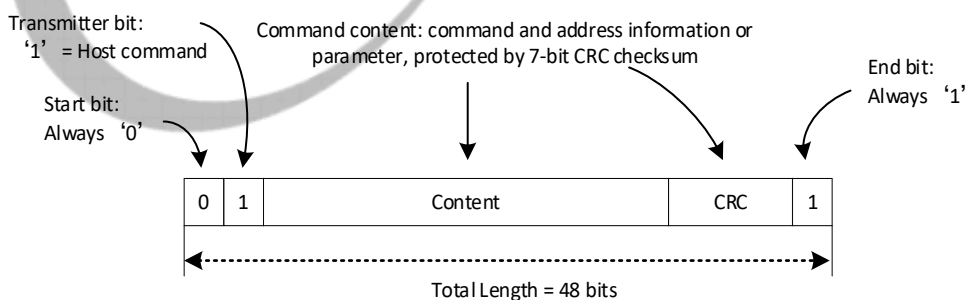 Transmitter bit:
‘1’ = Host command
Command content: command and address information or
parameter, protected by 7-bit CRC checksum
Start bit:
Always ‘0’
End bit:
Always ‘1’
0 1 Content CRC 1
Total Length = 48 bits